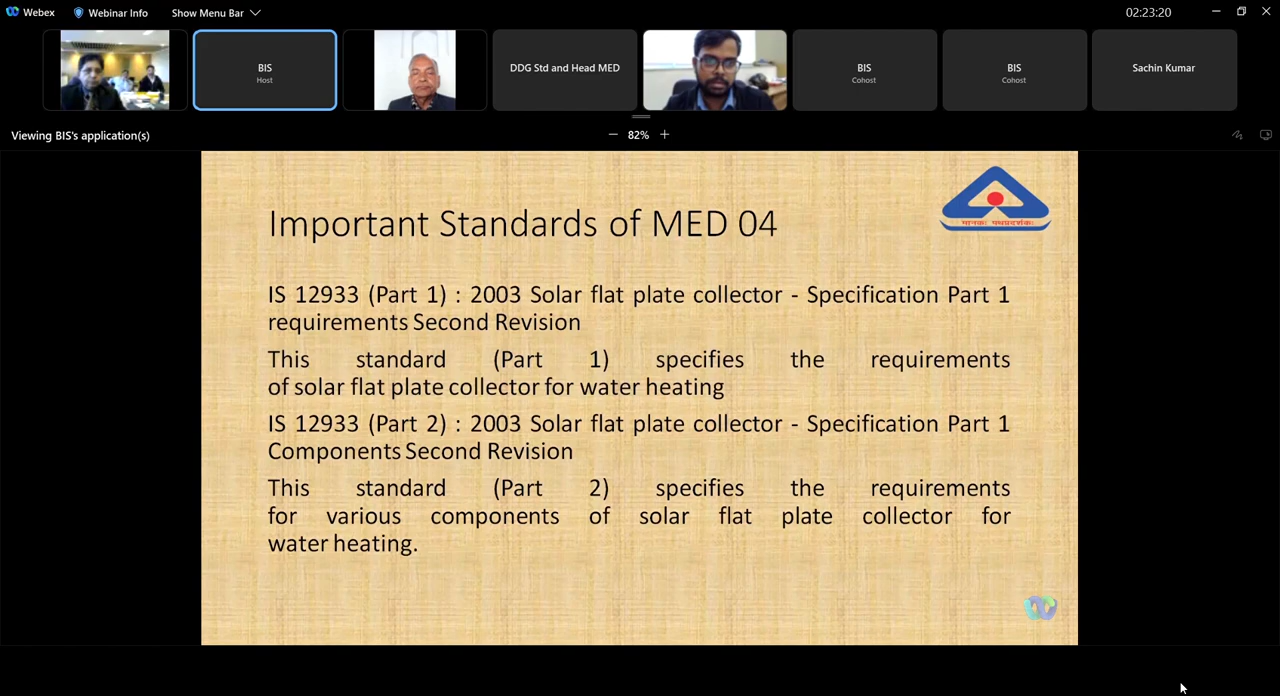 Webex
Webinar Info
Show Menu Bar
02:23:20
BIS
Host
DDG Std and Head MED
BIS
Cohost
BIS
Cohost
Sachin Kumar
Viewing BIS's application(s)
82%
Important Standards of MED 04
मानकः पथप्रदर्शकः
IS 12933 (Part 1) : 2003 Solar flat plate collector - Specification Part 1
requirements Second Revision
This standard (Part 1) specifies the requirements
of solar flat plate collector for water heating
IS 12933 (Part 2) : 2003 Solar flat plate collector - Specification Part 1
Components Second Revision
This standard (Part 2) specifies the requirements
for various components of solar flat plate collector for
water heating.